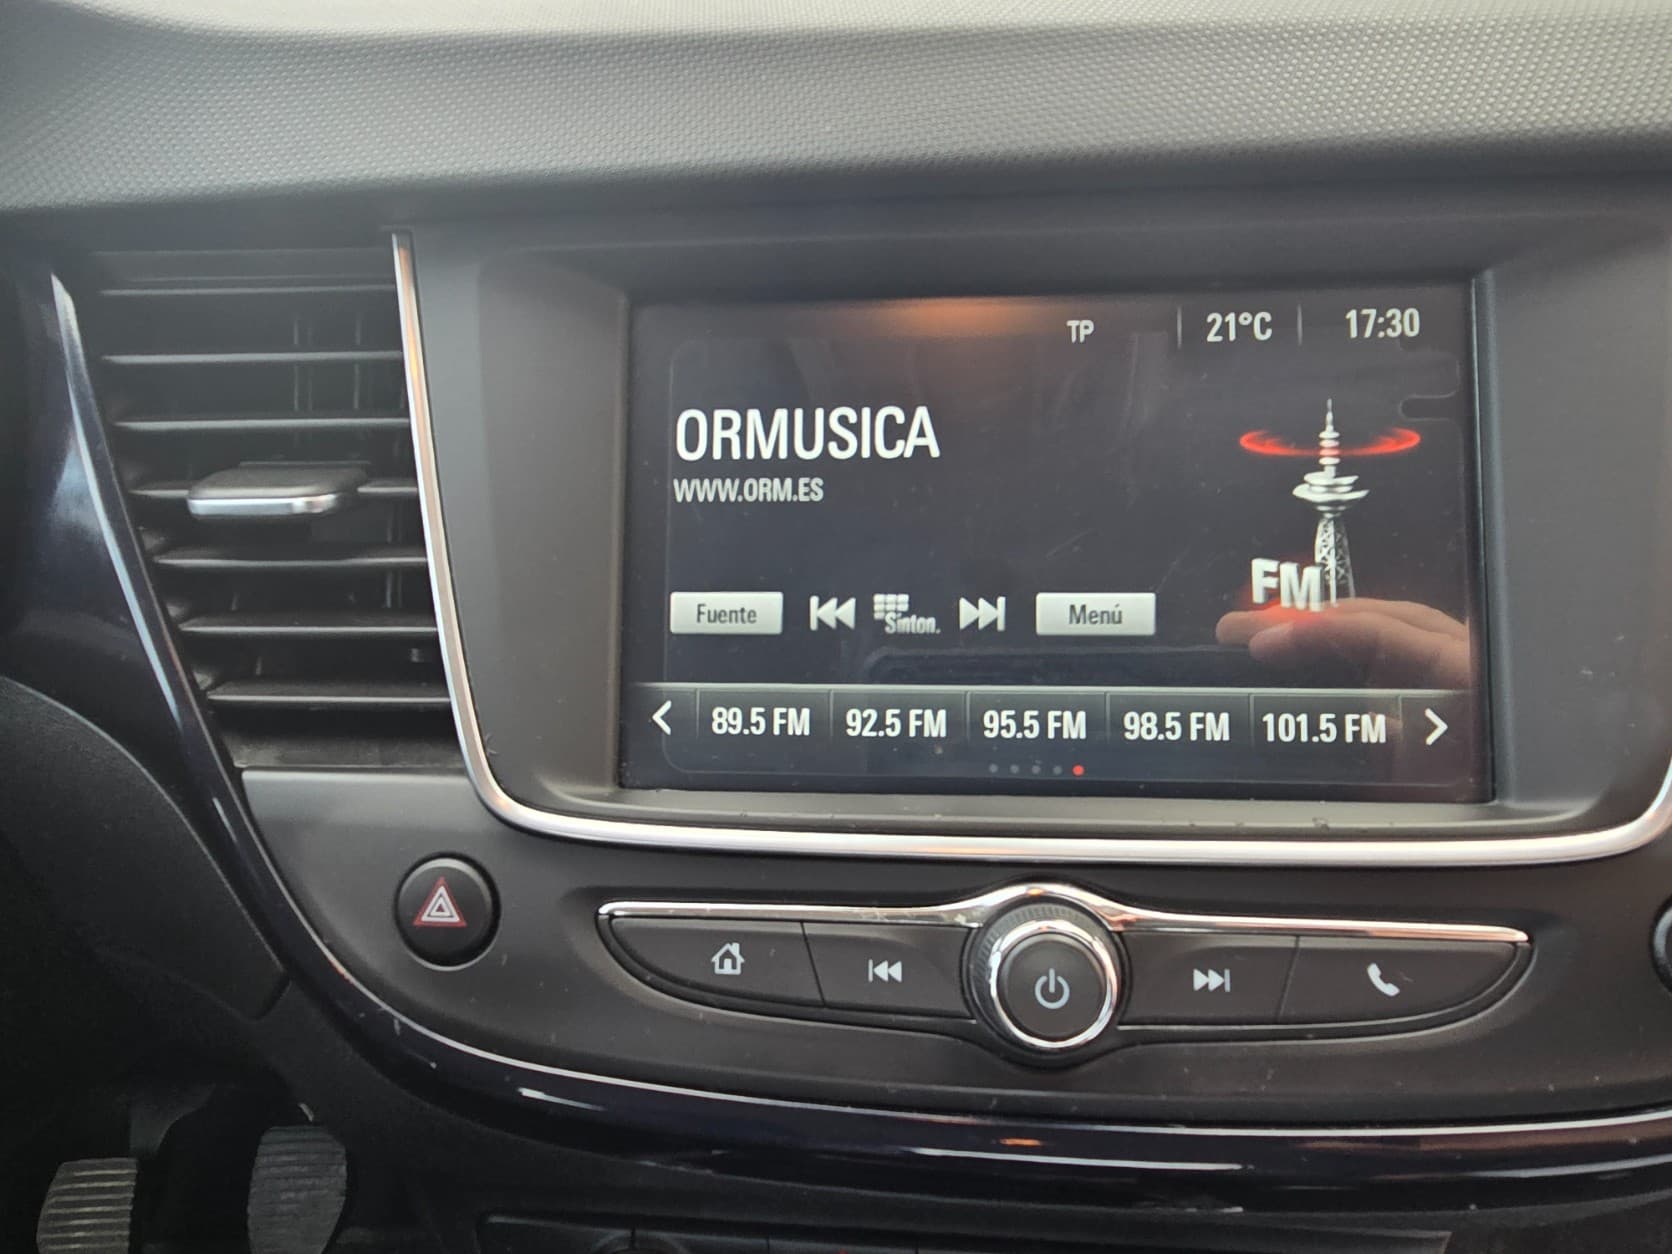 TP 21°C 17:30
ORMUSICA
WWW.ORM.ES
FM
Fuente Sinton. Menú
89.5 FM 92.5 FM 95.5 FM 98.5 FM 101.5 FM